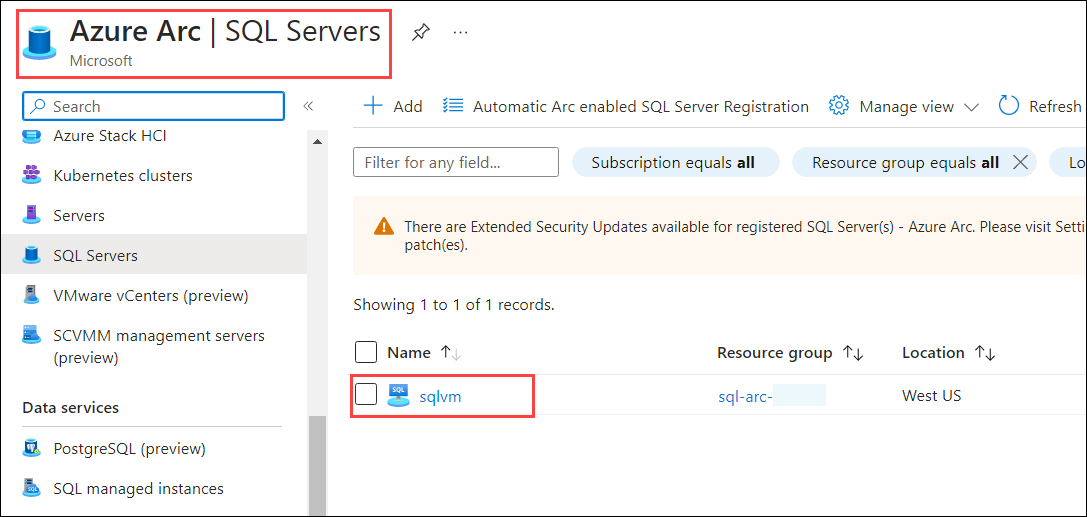 Azure Arc | SQL Servers
...
Microsoft
Search
«
Azure Stack HCI
Kubernetes clusters
Servers
SQL Servers
VMware vCenters (preview)
SCVMM management servers
(preview)
Data services
PostgreSQL (preview)
SQL managed instances
Add
Automatic Arc enabled SQL Server Registration
Manage view
Refresh
Filter for any field...
Subscription equals all
Resource group equals all
Lo
There are Extended Security Updates available for registered SQL Server(s) - Azure Arc. Please visit Setti
patch(es).
Showing 1 to 1 of 1 records.
Name ↑↓
Resource group ↑↓
Location ↑↓
SQL
sqlvm
sql-arc-
West US